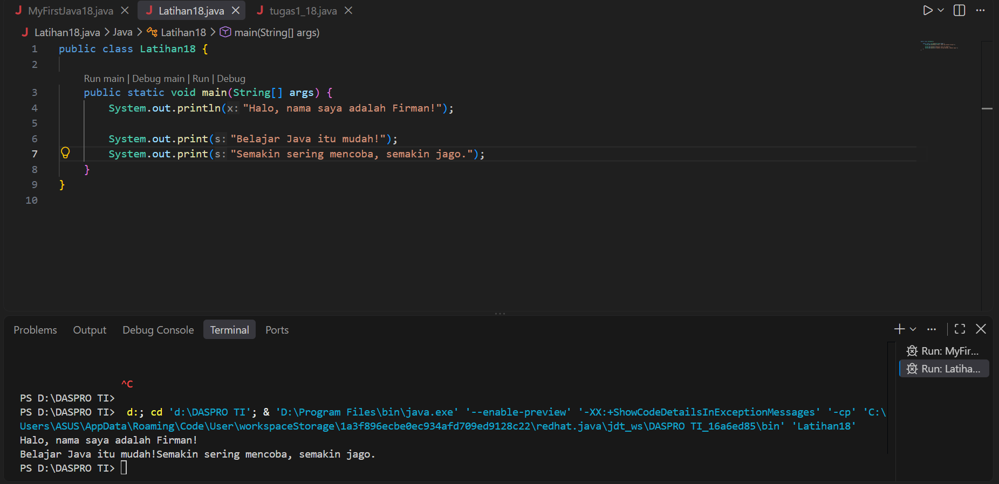 MyFirstJava18.java Latihan18.java tugas1_18.java
Latihan18.java > Java > Latihan18 > main(String[] args)
1 public class Latihan18 {
2
Run main | Debug main | Run | Debug
3 public static void main(String[] args) {
4 System.out.println(x: "Halo, nama saya adalah Firman!");
5
6 System.out.print(s: "Belajar Java itu mudah!");
7 System.out.print(s: "Semakin sering mencoba, semakin jago.");
8 }
9 }
10
Problems Output Debug Console Terminal Ports
Run: MyFir...
Run: Latiha...
^C
PS D:\DASPRO TI>
PS D:\DASPRO TI> d:; cd 'd:\DASPRO TI'; & 'D:\Program Files\bin\java.exe' '--enable-preview' '-XX:+ShowCodeDetailsInExceptionMessages' '-cp' 'C:\
Users\ASUS\AppData\Roaming\Code\User\workspaceStorage\1a3f896ecbe0ec934afd709ed9128c22\redhat.java\jdt_ws\DASPRO TI_16a6ed85\bin' 'Latihan18'
Halo, nama saya adalah Firman!
Belajar Java itu mudah!Semakin sering mencoba, semakin jago.
PS D:\DASPRO TI>